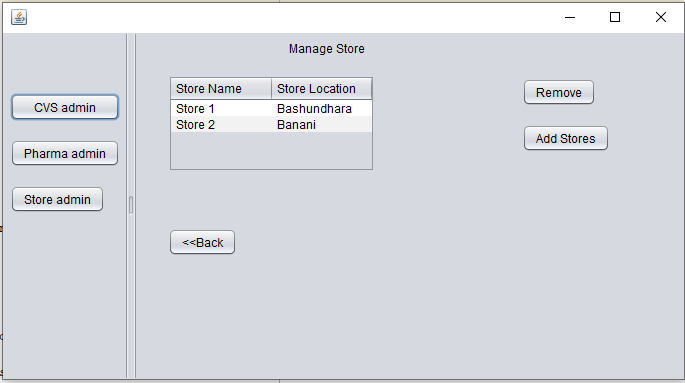 Manage Store
CVS admin
Pharma admin
Store admin
Store Name Store Location
Store 1 Bashundhara
Store 2 Banani
Remove
Add Stores
<<Back